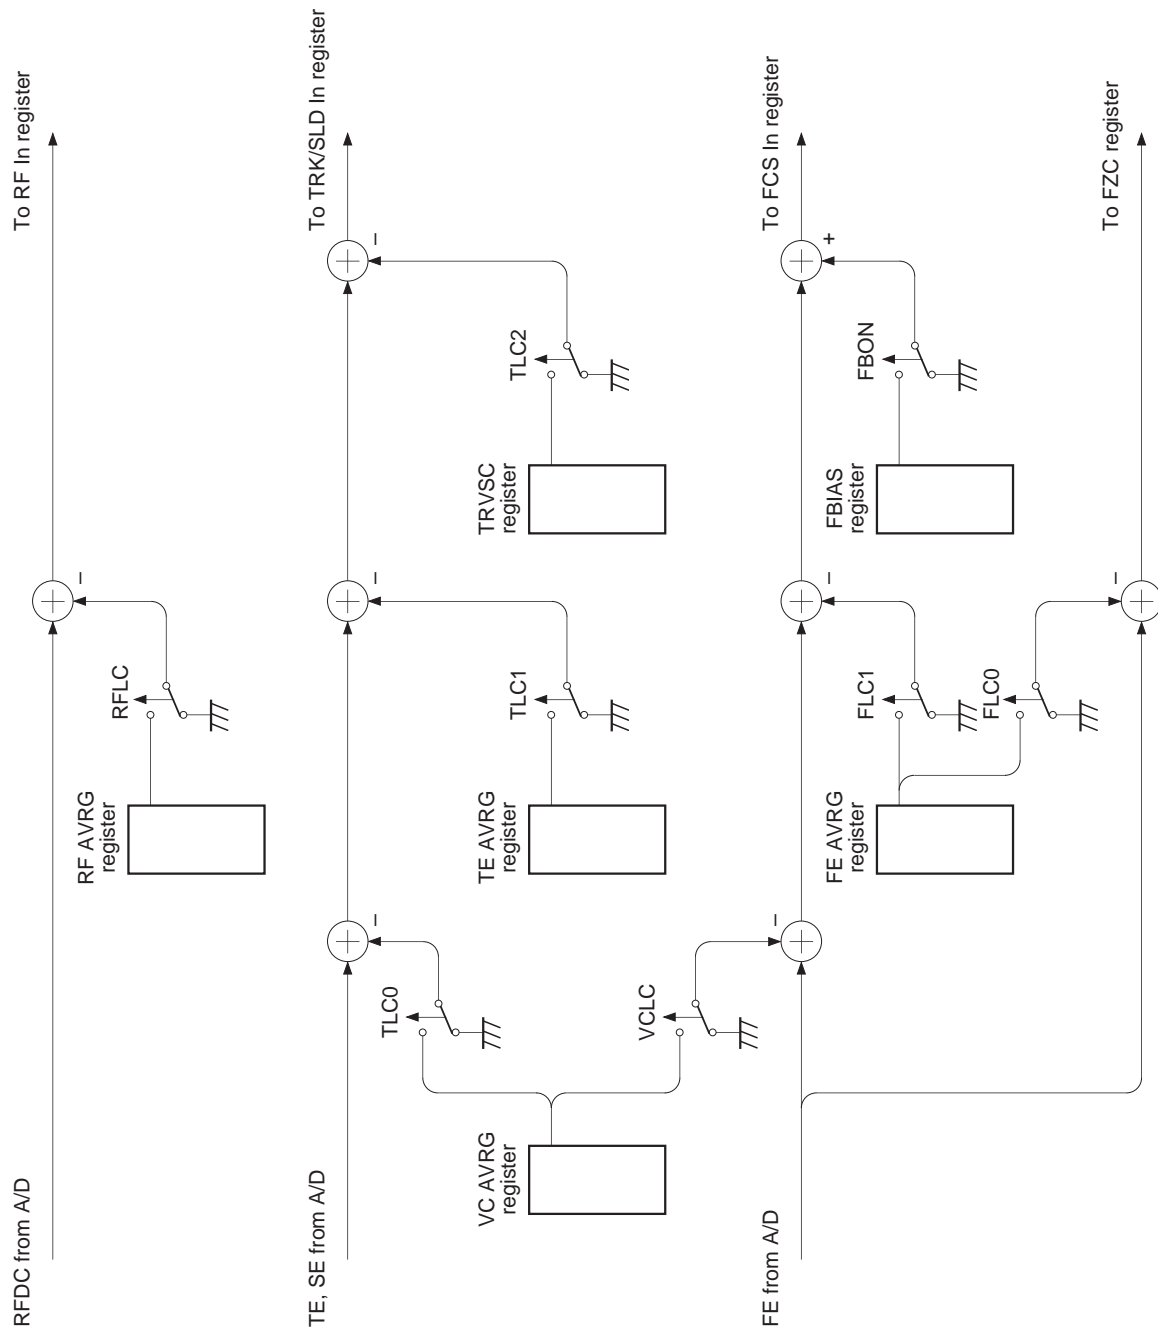 RFDC from A/D
RF AVRG
register
RFLC
–
To RF In register
TE, SE from A/D
VC AVRG
register
TLC0
–
TE AVRG
register
TLC1
–
TRVSC
register
TLC2
–
To TRK/SLD In register
VCLC
–
FE from A/D
FE AVRG
register
FLC1
–
FBIAS
register
FBON
+
To FCS In register
FLC0
–
To FZC register